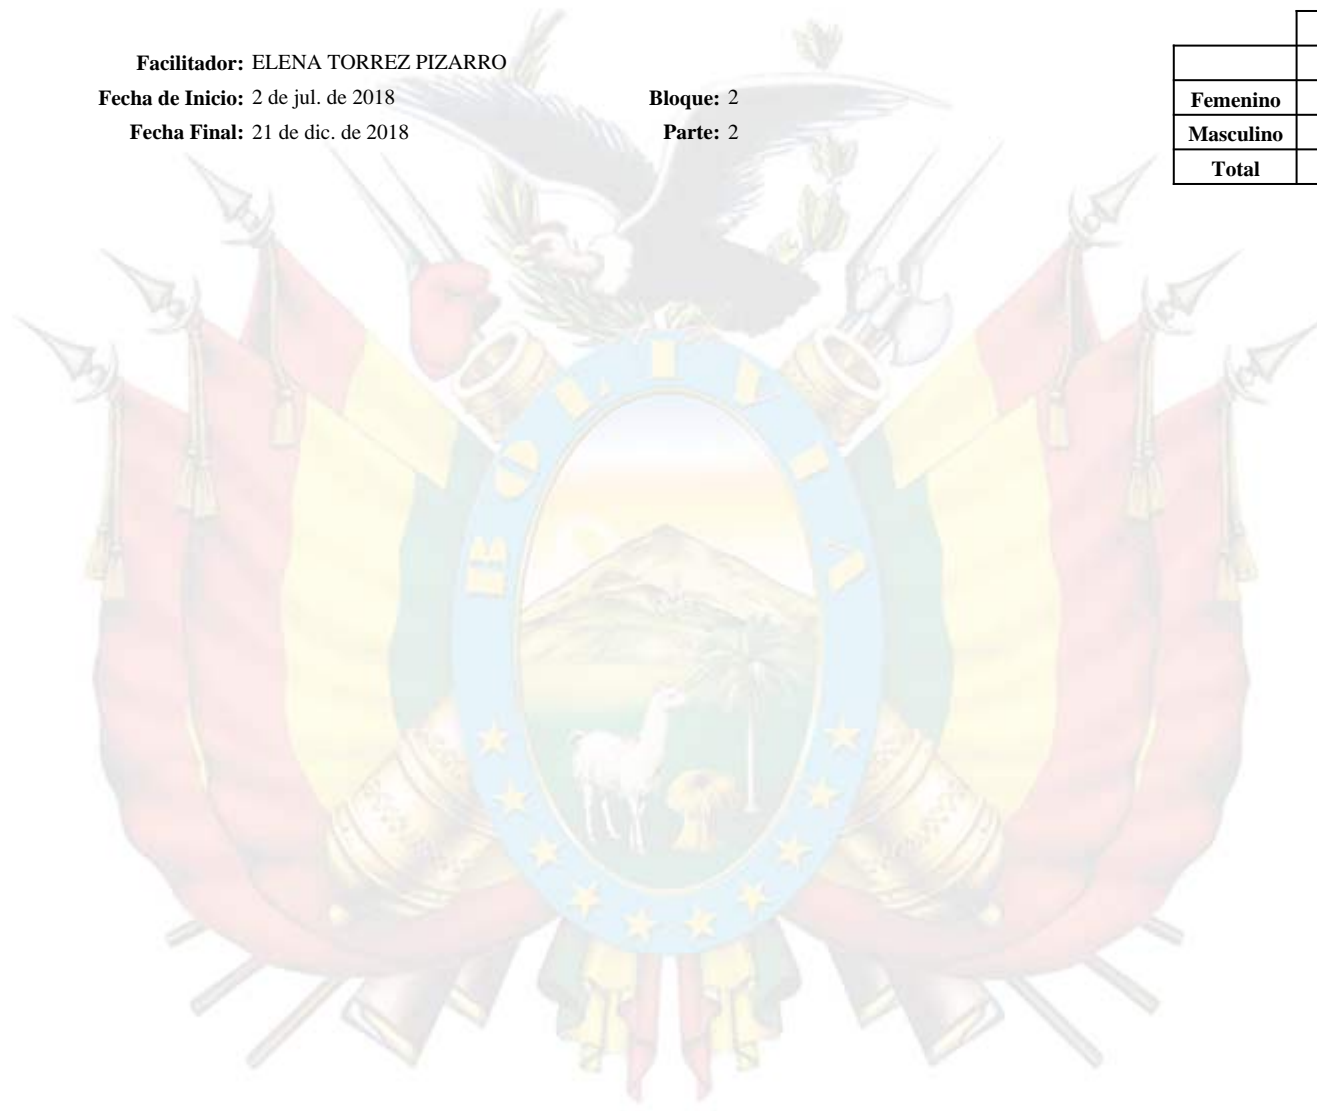 Facilitador: ELENA TORREZ PIZARRO
Fecha de Inicio: 2 de jul. de 2018 Bloque: 2
Fecha Final: 21 de dic. de 2018 Parte: 2
Femenino
Masculino
Total
BOLIVIA